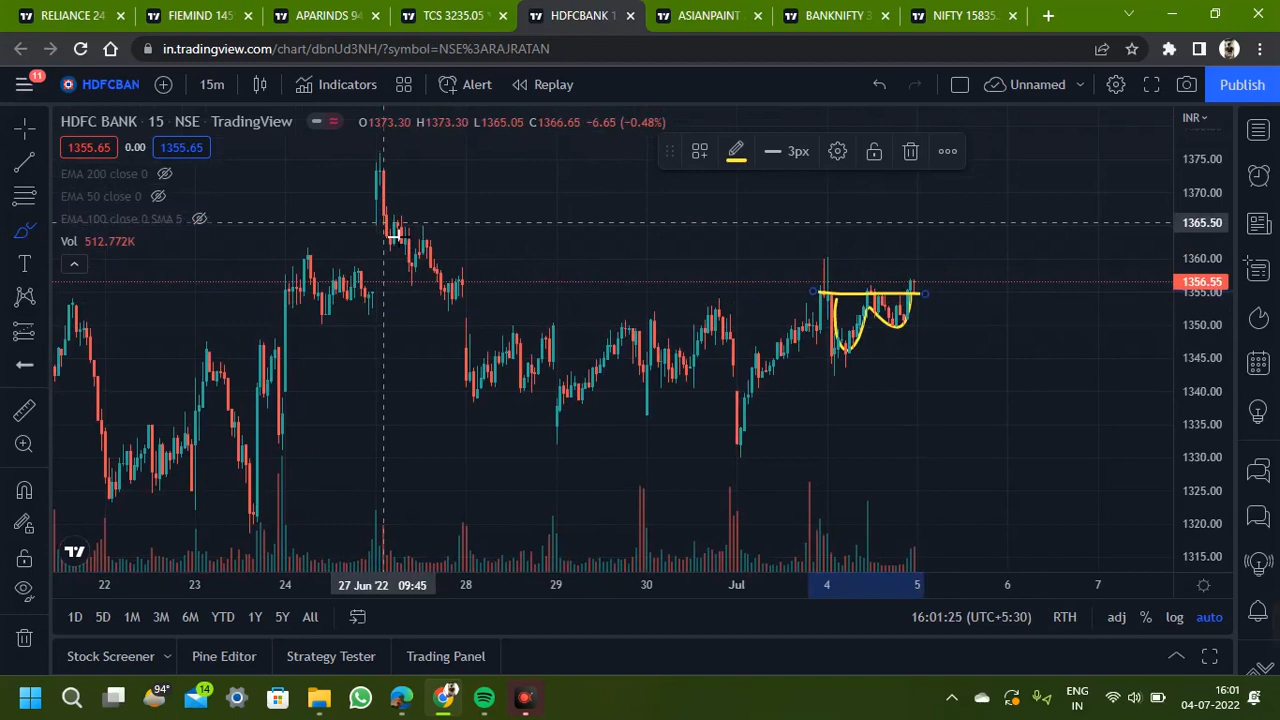 RELIANCE 24
FIEMIND 145
APARINDS 94
TCS 3235.05
HDFCBANK 1
ASIANPAINT
BANKNIFTY 3
NIFTY 15835.
in.tradingview.com/chart/dbnUd3NH/?symbol=NSE%3ARAJRATAN
11
HDFCBAN
15m
Indicators
Alert
Replay
Unnamed
Publish
HDFC BANK · 15 · NSE · TradingView
O1373.30 H1373.30 L1365.05 C1366.65 -6.65 (-0.48%)
INR
1355.65
0.00
1355.65
3px
EMA 200 close 0
EMA 50 close 0
EMA 100 close 0 SMA 5
Vol 512.772K
1375.00
1370.00
1365.50
1360.00
1356.55
1355.00
1350.00
1345.00
1340.00
1335.00
1330.00
1325.00
1320.00
1315.00
22
23
24
27 Jun '22 09:45
28
29
30
Jul
4
5
6
7
1D
5D
1M
3M
6M
YTD
1Y
5Y
All
16:01:25 (UTC+5:30)
RTH
adj
%
log
auto
Stock Screener
Pine Editor
Strategy Tester
Trading Panel
94°
14
ENG
IN
16:01
04-07-2022